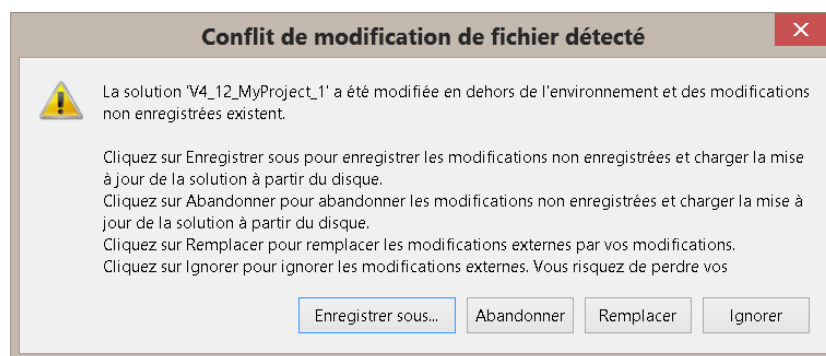 Conflit de modification de fichier détecté
La solution 'V4_12_MyProject_1' a été modifiée en dehors de l'environnement et des modifications
non enregistrées existent.
Cliquez sur Enregistrer sous pour enregistrer les modifications non enregistrées et charger la mise
à jour de la solution à partir du disque.
Cliquez sur Abandonner pour abandonner les modifications non enregistrées et charger la mise à
jour de la solution à partir du disque.
Cliquez sur Remplacer pour remplacer les modifications externes par vos modifications.
Cliquez sur Ignorer pour ignorer les modifications externes. Vous risquez de perdre vos
Enregistrer sous... Abandonner Remplacer Ignorer